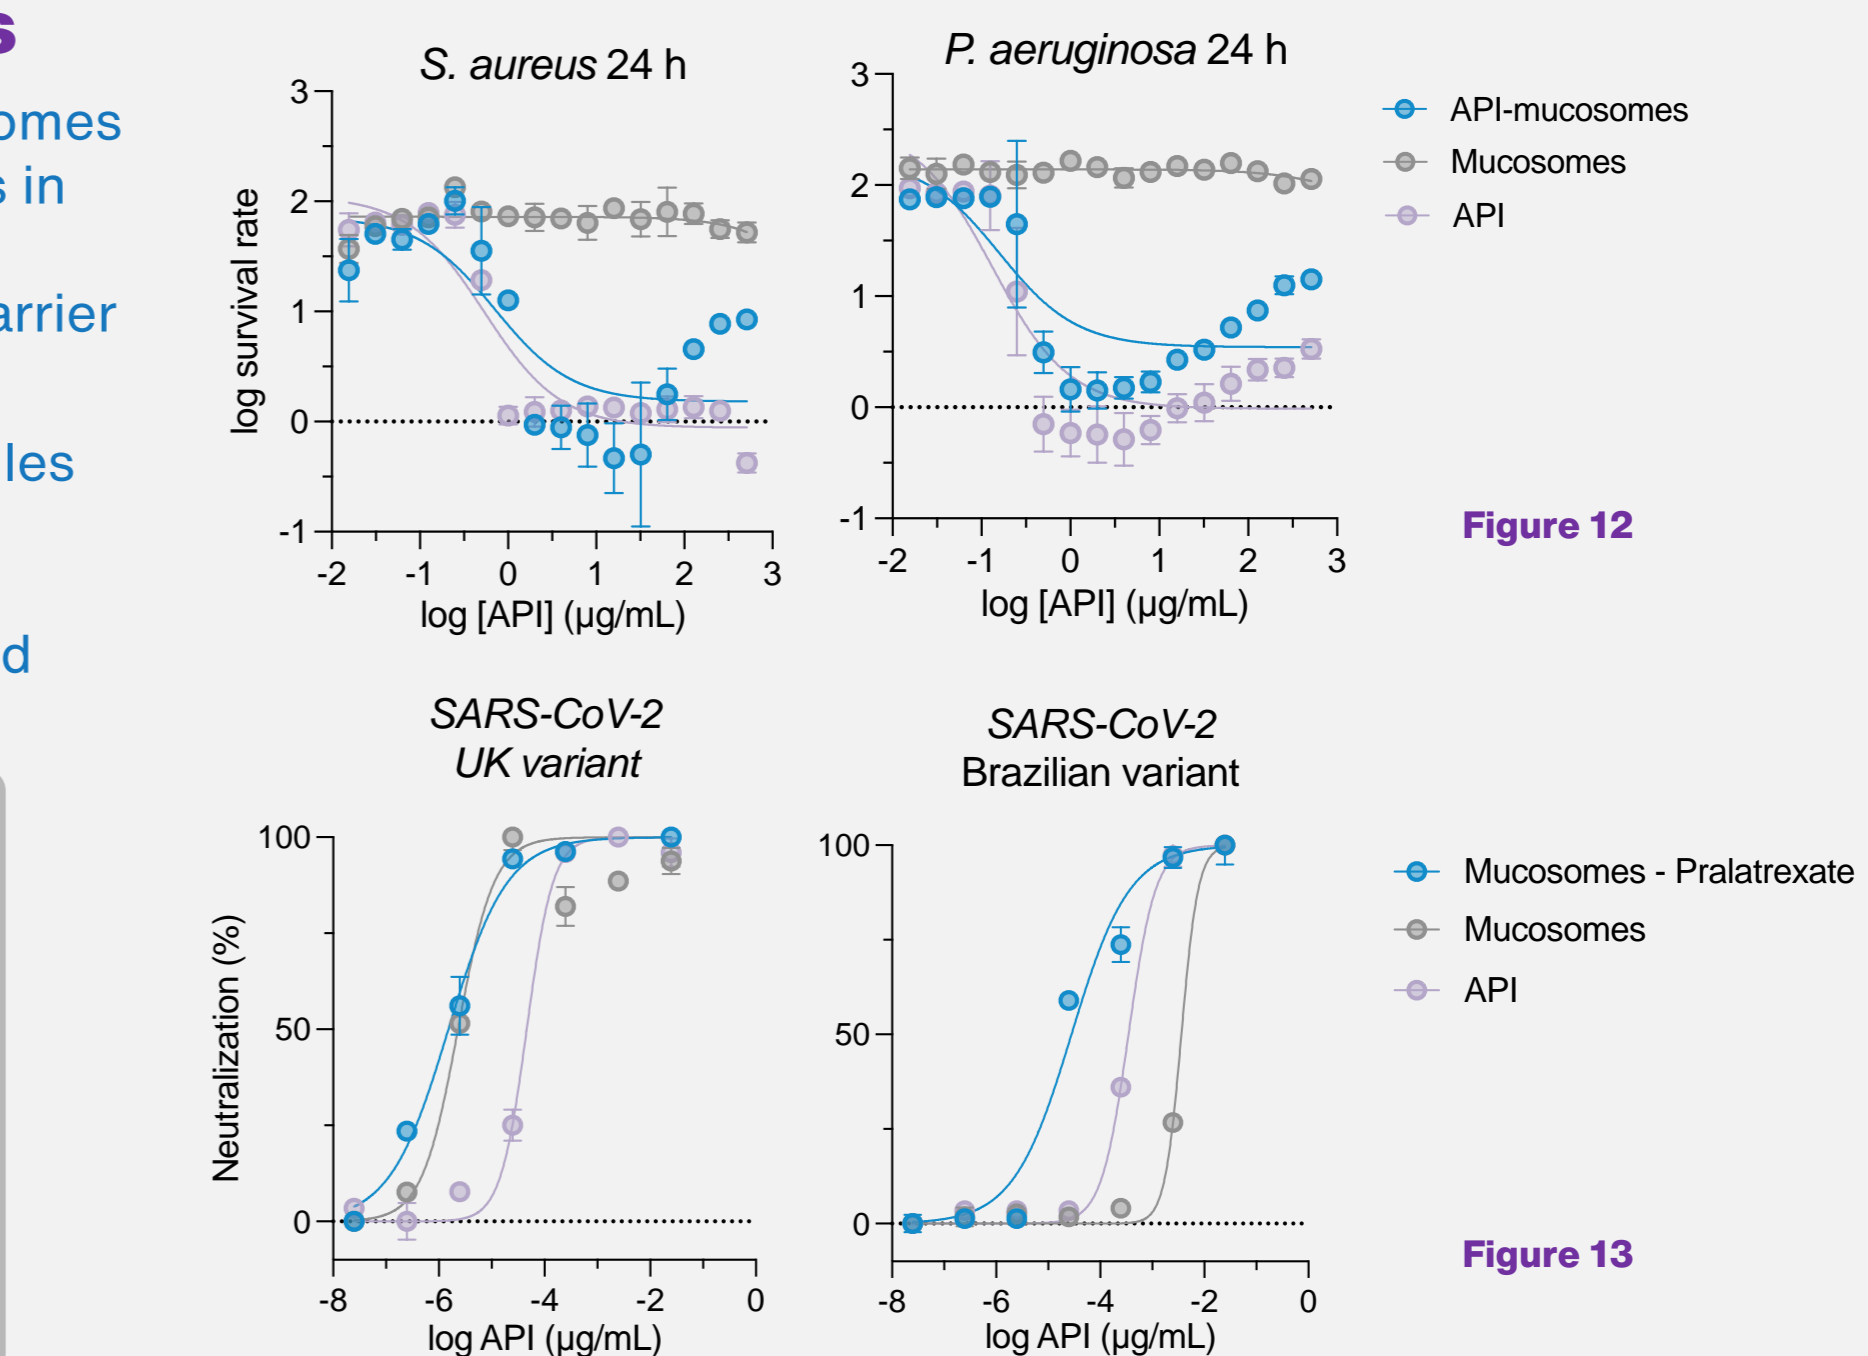 s
omes
s in
arrier
les
d
S. aureus 24 h
3
2
1
0
-1
log survival rate
-2 -1 0 1 2 3
log [API] (µg/mL)
P. aeruginosa 24 h
3
2
1
0
-1
-2 -1 0 1 2 3
log [API] (µg/mL)
API-mucosomes
Mucosomes
API
Figure 12
SARS-CoV-2
UK variant
100
50
0
Neutralization (%)
-8 -6 -4 -2 0
log API (µg/mL)
SARS-CoV-2
Brazilian variant
100
50
0
-8 -6 -4 -2 0
log API (µg/mL)
Mucosomes - Pralatrexate
Mucosomes
API
Figure 13